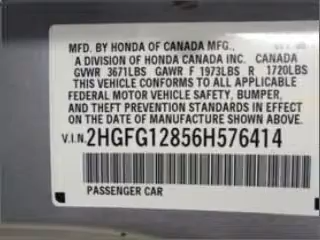 MFD. BY HONDA OF CANADA MFG.,
A DIVISION OF HONDA CANADA INC. CANADA
GVWR 3671LBS GAWR F 1973LBS R 1720LBS
THIS VEHICLE CONFORMS TO ALL APPLICABLE
FEDERAL MOTOR VEHICLE SAFETY, BUMPER,
AND THEFT PREVENTION STANDARDS IN
EFFECT ON THE DATE OF MANUFACTURE
SHOWN ABOVE.
V.I.N. 2HGFG12856H576414
PASSENGER CAR